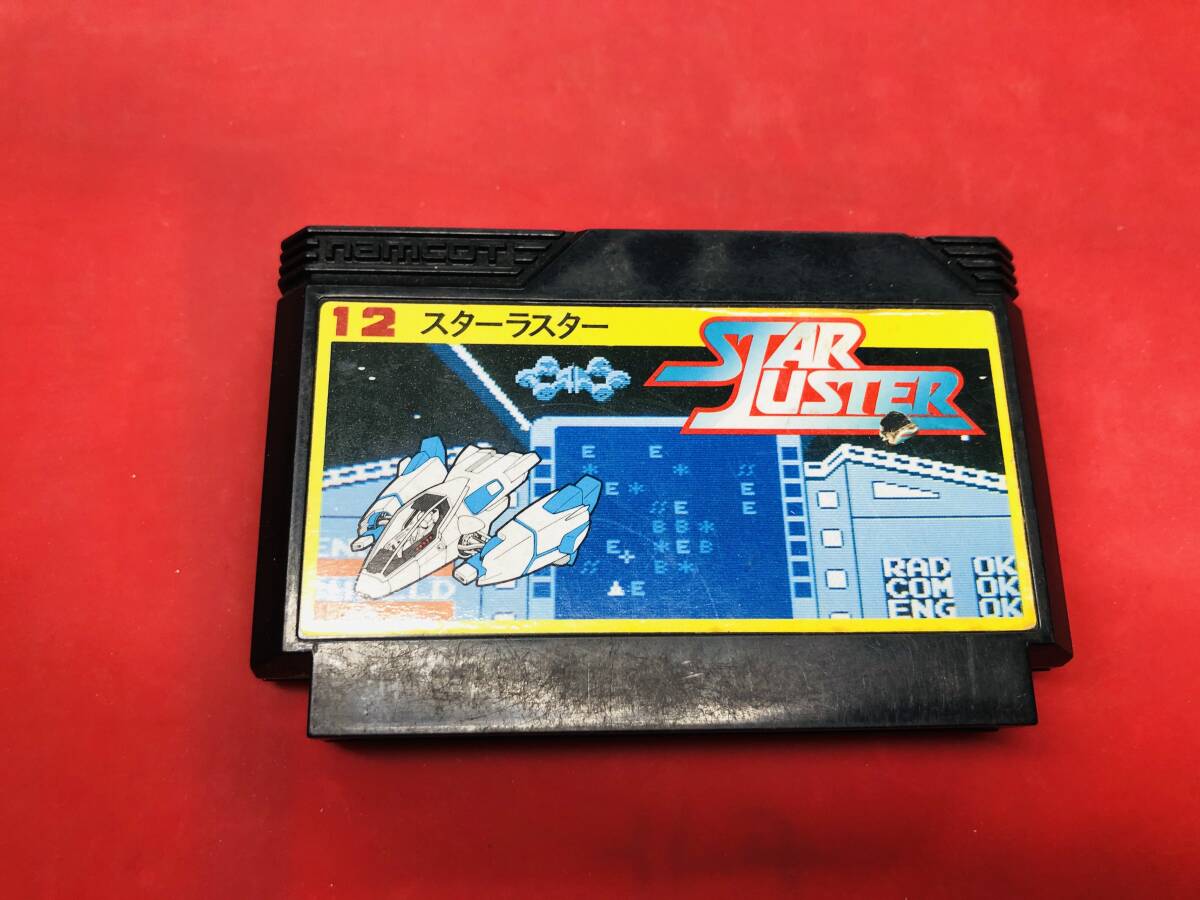 namcot
12 スターラスター
STAR
LUSTER
E E
E E
E E
B B
E E B
B
E
RAD OK
COM OK
ENG OK